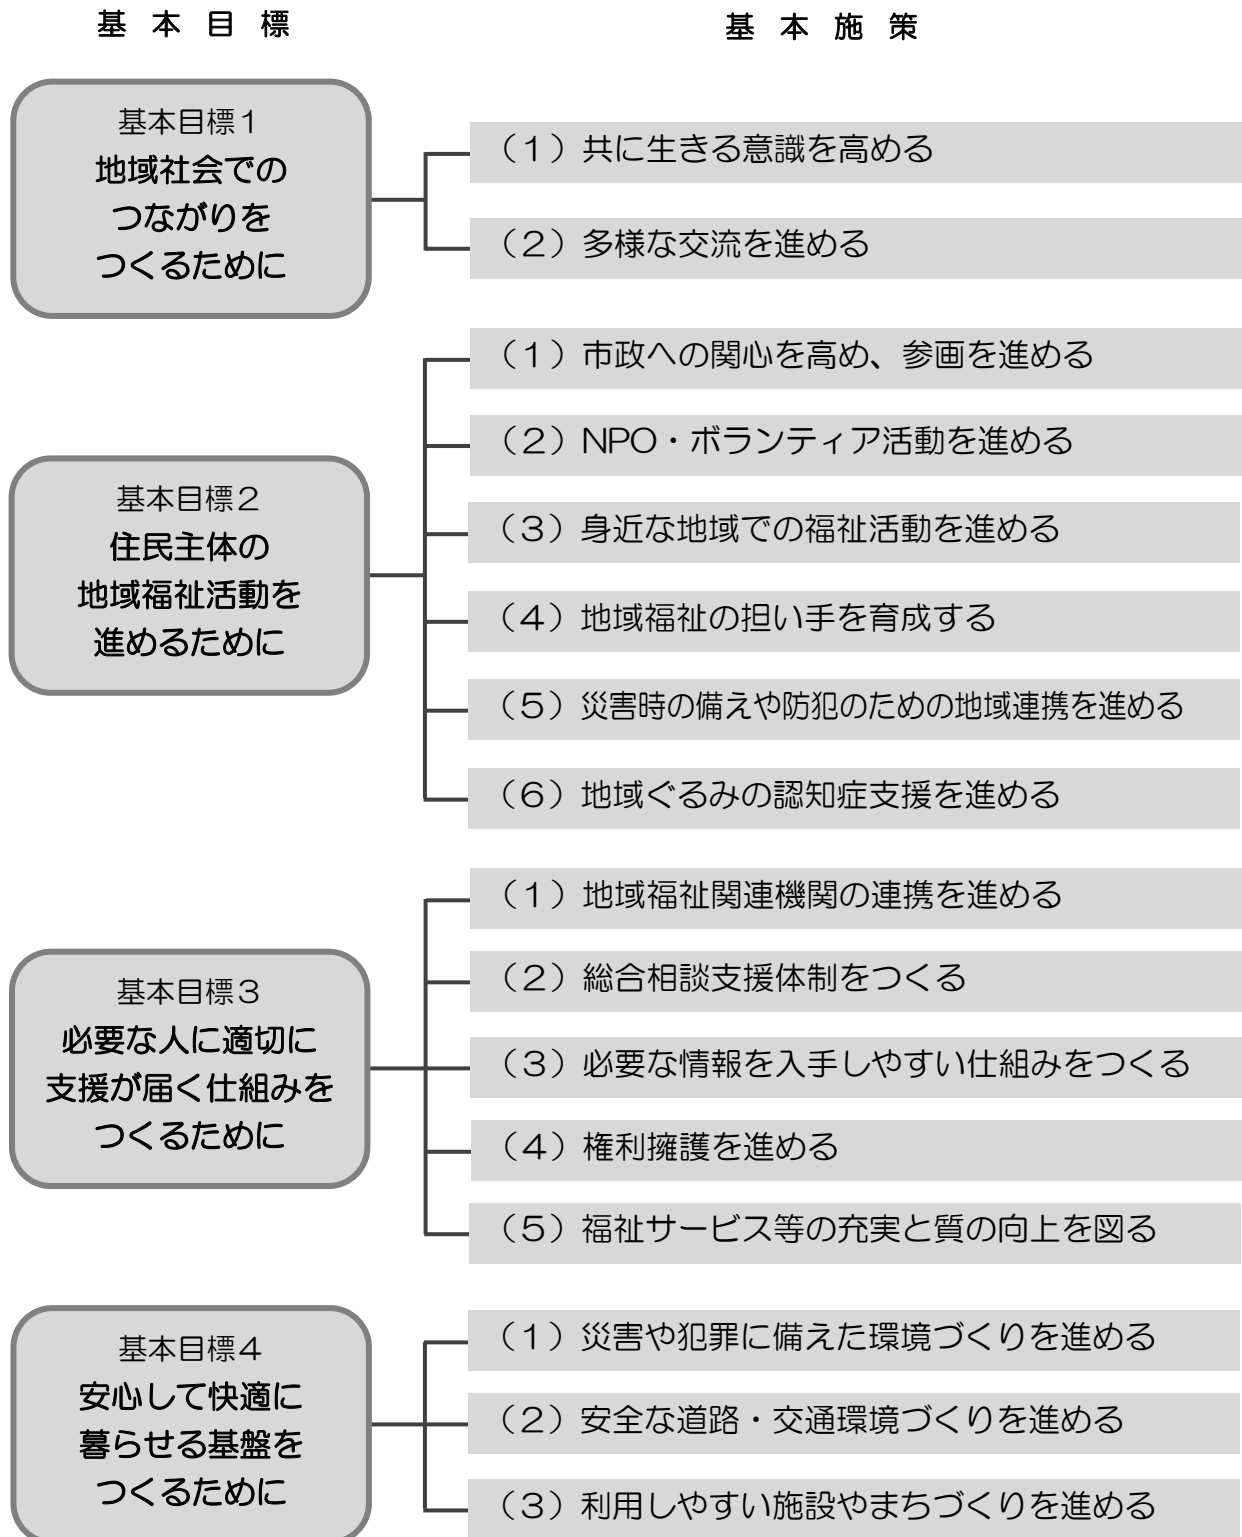 基本目標
基本施策
基本目標１
地域社会での
つながりを
つくるために
（１）共に生きる意識を高める
（２）多様な交流を進める
基本目標２
住民主体の
地域福祉活動を
進めるために
（１）市政への関心を高め、参画を進める
（２）NPO・ボランティア活動を進める
（３）身近な地域での福祉活動を進める
（４）地域福祉の担い手を育成する
（５）災害時の備えや防犯のための地域連携を進める
（６）地域ぐるみの認知症支援を進める
基本目標３
必要な人に適切に
支援が届く仕組みを
つくるために
（１）地域福祉関連機関の連携を進める
（２）総合相談支援体制をつくる
（３）必要な情報を入手しやすい仕組みをつくる
（４）権利擁護を進める
（５）福祉サービス等の充実と質の向上を図る
基本目標４
安心して快適に
暮らせる基盤を
つくるために
（１）災害や犯罪に備えた環境づくりを進める
（２）安全な道路・交通環境づくりを進める
（３）利用しやすい施設やまちづくりを進める